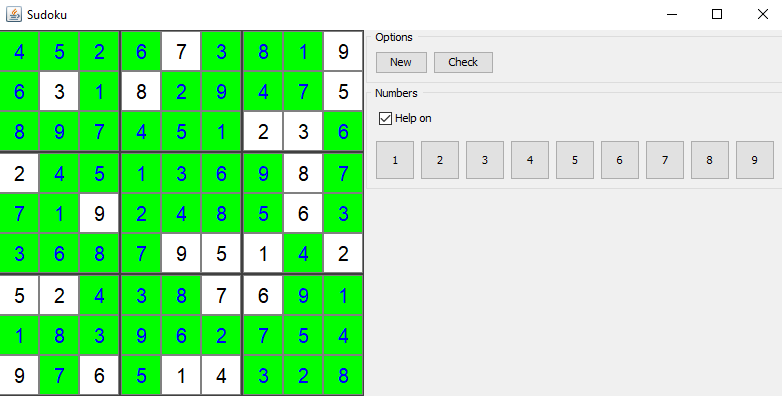 Sudoku
4 5 2 6 7 3 8 1 9
6 3 1 8 2 9 4 7 5
8 9 7 4 5 1 2 3 6
2 4 5 1 3 6 9 8 7
7 1 9 2 4 8 5 6 3
3 6 8 7 9 5 1 4 2
5 2 4 3 8 7 6 9 1
1 8 3 9 6 2 7 5 4
9 7 6 5 1 4 3 2 8
Options
New Check
Numbers
Help on
1 2 3 4 5 6 7 8 9